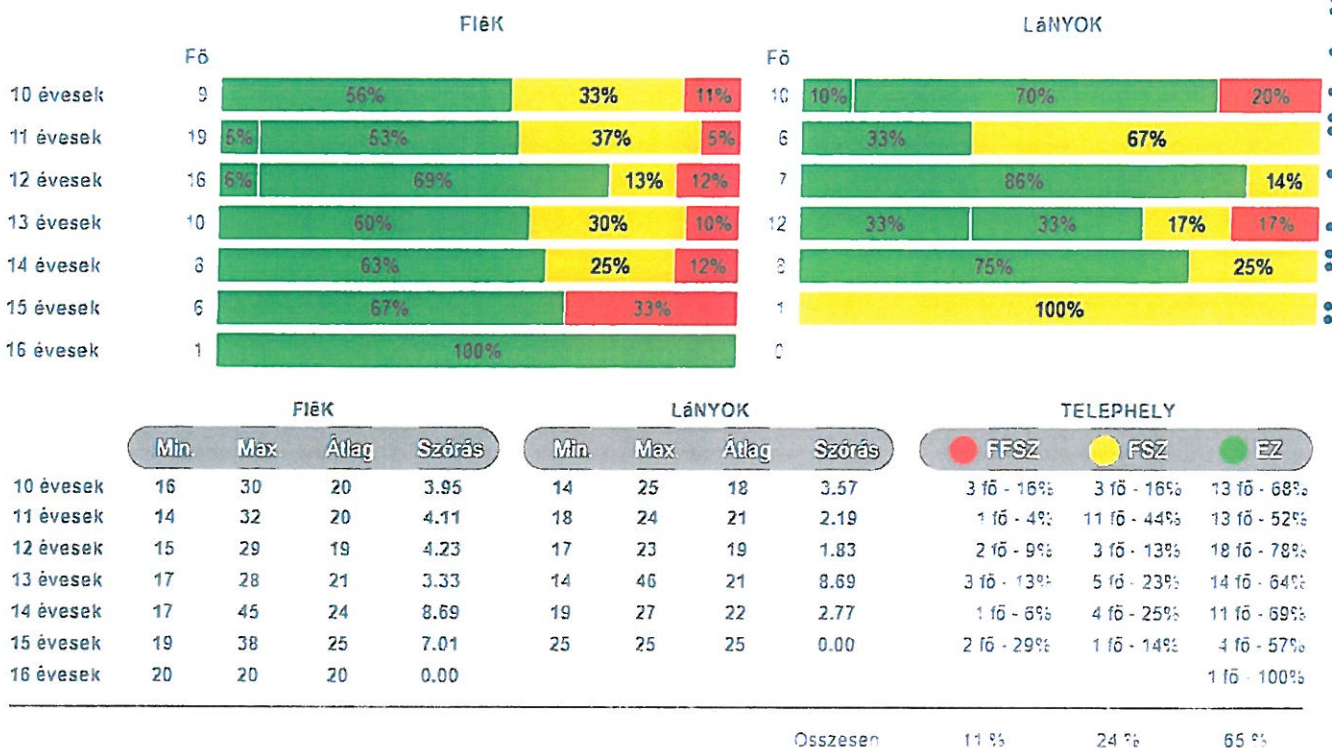 FIéK LáNYOK
Fő Fő
10 évesek 9 56% 33% 11% 10 10% 70% 20%
11 évesek 19 5% 53% 37% 5% 6 33% 67%
12 évesek 16 6% 69% 13% 12% 7 86% 14%
13 évesek 10 60% 30% 10% 12 33% 33% 17% 17%
14 évesek 8 63% 25% 12% 8 75% 25%
15 évesek 6 67% 33% 1 100%
16 évesek 1 100% 0
FIéK LáNYOK TELEPHELY
Min. Max Átlag Szórás Min. Max Átlag Szórás FFSZ FSZ EZ
10 évesek 16 30 20 3.95 14 25 18 3.57 3 fő - 16% 3 fő - 16% 13 fő - 68%
11 évesek 14 32 20 4.11 18 24 21 2.19 1 fő - 4% 11 fő - 44% 13 fő - 52%
12 évesek 15 29 19 4.23 17 23 19 1.83 2 fő - 9% 3 fő - 13% 18 fő - 78%
13 évesek 17 28 21 3.33 14 46 21 8.69 3 fő - 13% 5 fő - 23% 14 fő - 64%
14 évesek 17 45 24 8.69 19 27 22 2.77 1 fő - 6% 4 fő - 25% 11 fő - 69%
15 évesek 19 38 25 7.01 25 25 25 0.00 2 fő - 29% 1 fő - 14% 4 fő - 57%
16 évesek 20 20 20 0.00 1 fő - 100%
Összesen 11 % 24 % 65 %